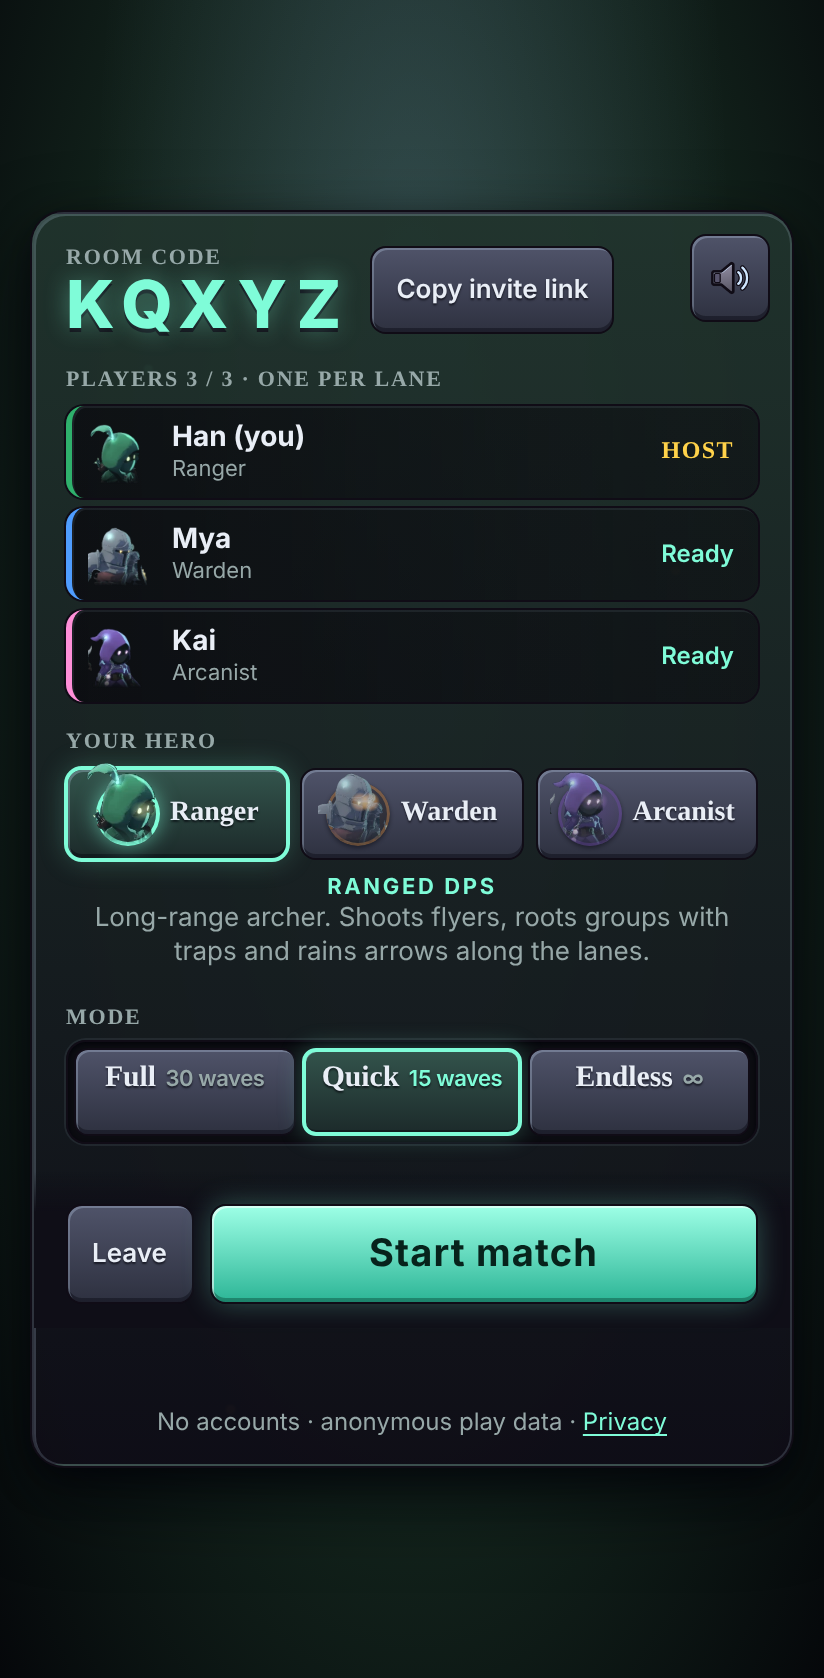 ROOM CODE
KQXYZ
Copy invite link
PLAYERS 3 / 3 · ONE PER LANE
Han (you)
Ranger
HOST
Mya
Warden
Ready
Kai
Arcanist
Ready
YOUR HERO
Ranger
Warden
Arcanist
RANGED DPS
Long-range archer. Shoots flyers, roots groups with
traps and rains arrows along the lanes.
MODE
Full 30 waves
Quick 15 waves
Endless ∞
Leave
Start match
No accounts · anonymous play data · Privacy